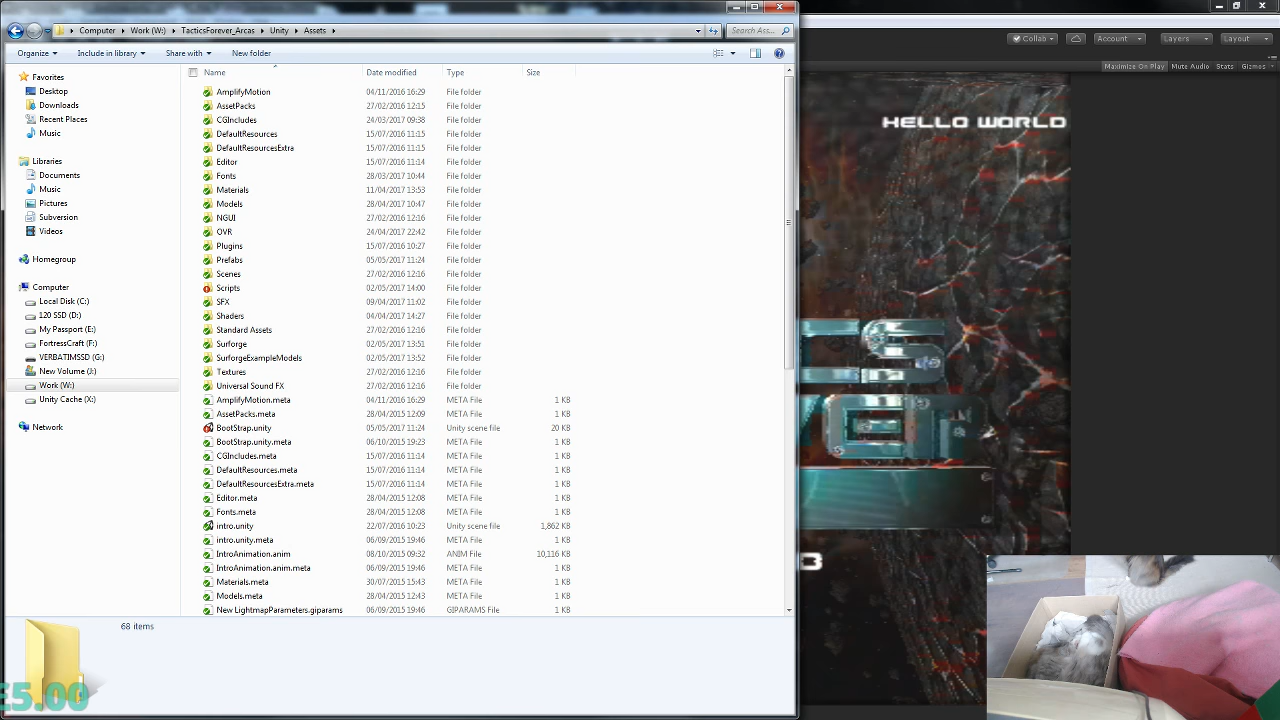 Computer Work (W:) TacticsForever_Arcas Unity Assets Search Ass...
Organize Include in library Share with New folder
Name Date modified Type Size
Favorites
Desktop
Downloads
Recent Places
Music
Libraries
Documents
Music
Pictures
Subversion
Videos
Homegroup
Computer
Local Disk (C:)
120 SSD (D:)
My Passport (E:)
FortressCraft (F:)
VERBATIMSSD (G:)
New Volume (J:)
Work (W:)
Unity Cache (X:)
Network
AmplifyMotion 04/11/2016 16:29 File folder
AssetPacks 27/02/2016 12:15 File folder
CGIncludes 24/03/2017 09:38 File folder
DefaultResources 15/07/2016 11:15 File folder
DefaultResourcesExtra 15/07/2016 11:15 File folder
Editor 15/07/2016 11:14 File folder
Fonts 28/03/2017 10:44 File folder
Materials 11/04/2017 13:53 File folder
Models 28/04/2017 10:47 File folder
NGUI 27/02/2016 12:16 File folder
OVR 24/04/2017 22:42 File folder
Plugins 15/07/2016 10:27 File folder
Prefabs 05/05/2017 11:24 File folder
Scenes 27/02/2016 12:16 File folder
Scripts 02/05/2017 14:00 File folder
SFX 09/04/2017 11:02 File folder
Shaders 04/04/2017 14:27 File folder
Standard Assets 27/02/2016 12:16 File folder
Surforge 02/05/2017 13:51 File folder
SurforgeExampleModels 02/05/2017 13:52 File folder
Textures 27/02/2016 12:16 File folder
Universal Sound FX 27/02/2016 12:16 File folder
AmplifyMotion.meta 04/11/2016 16:29 META File 1 KB
AssetPacks.meta 28/04/2015 12:09 META File 1 KB
BootStrap.unity 05/05/2017 11:24 Unity scene file 20 KB
BootStrap.unity.meta 06/10/2015 19:23 META File 1 KB
CGIncludes.meta 15/07/2016 11:14 META File 1 KB
DefaultResources.meta 15/07/2016 11:14 META File 1 KB
DefaultResourcesExtra.meta 15/07/2016 11:14 META File 1 KB
Editor.meta 28/04/2015 12:08 META File 1 KB
Fonts.meta 28/04/2015 12:08 META File 1 KB
intro.unity 22/07/2016 10:23 Unity scene file 1,862 KB
intro.unity.meta 06/09/2015 19:46 META File 1 KB
IntroAnimation.anim 08/10/2015 09:32 ANIM File 10,116 KB
IntroAnimation.anim.meta 06/09/2015 19:46 META File 1 KB
Materials.meta 30/07/2015 15:43 META File 1 KB
Models.meta 28/04/2015 12:43 META File 1 KB
New LightmapParameters.giparams 06/09/2015 19:46 GIPARAMS File 1 KB
68 items
£5.00
Collab Account Layers Layout
Maximize On Play Mute Audio Stats Gizmos
HELLO WORLD